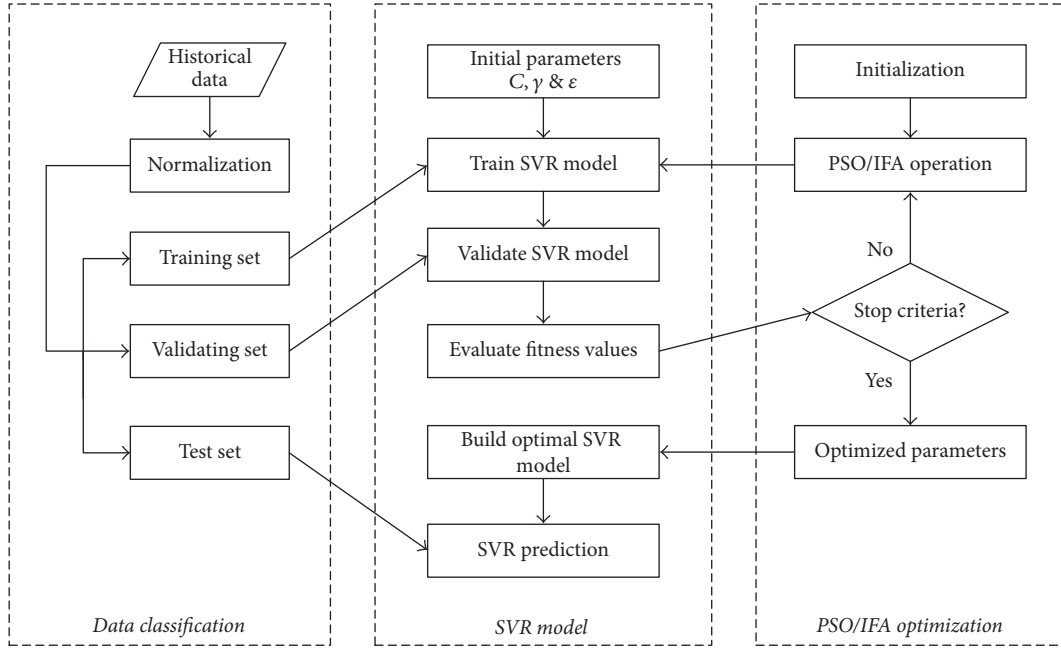 Historical
data
Normalization
Training set
Validating set
Test set
Data classification
Initial parameters
C, γ & ε
Train SVR model
Validate SVR model
Evaluate fitness values
Build optimal SVR
model
SVR prediction
SVR model
Initialization
PSO/IFA operation
No
Stop criteria?
Yes
Optimized parameters
PSO/IFA optimization